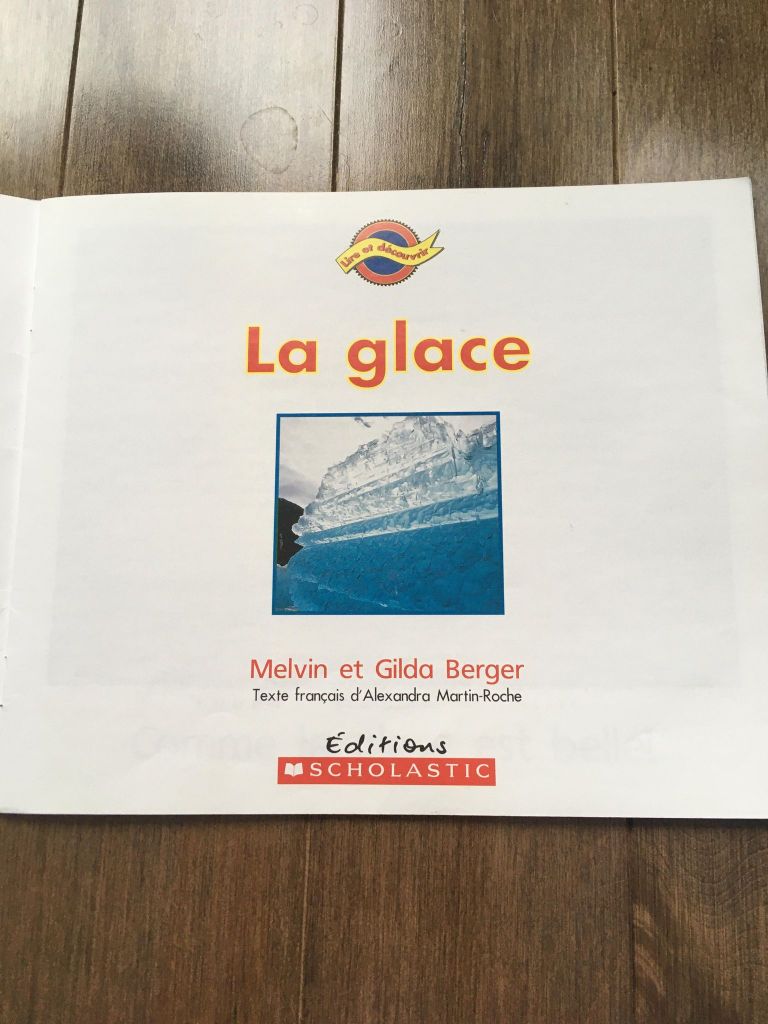 Lire et découvrir
La glace
Melvin et Gilda Berger
Texte français d'Alexandra Martin-Roche
Éditions
SCHOLASTIC